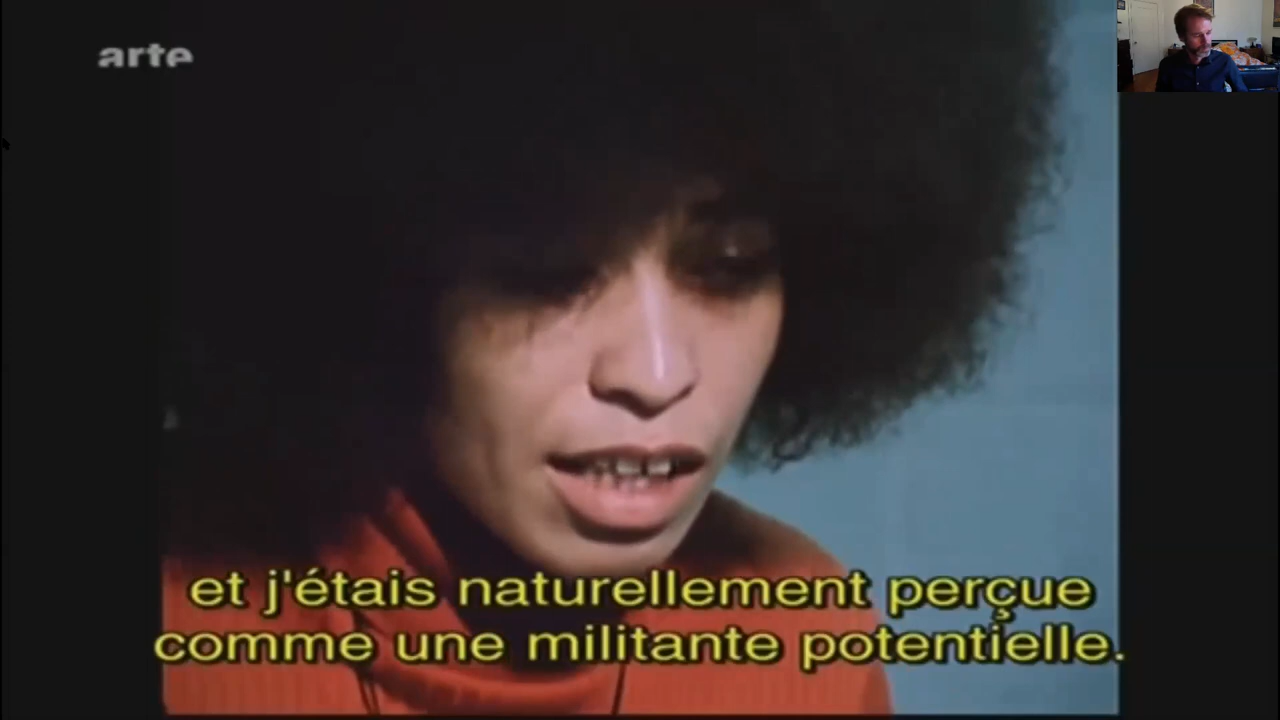 arte
et j'étais naturellement perçue
comme une militante potentielle.